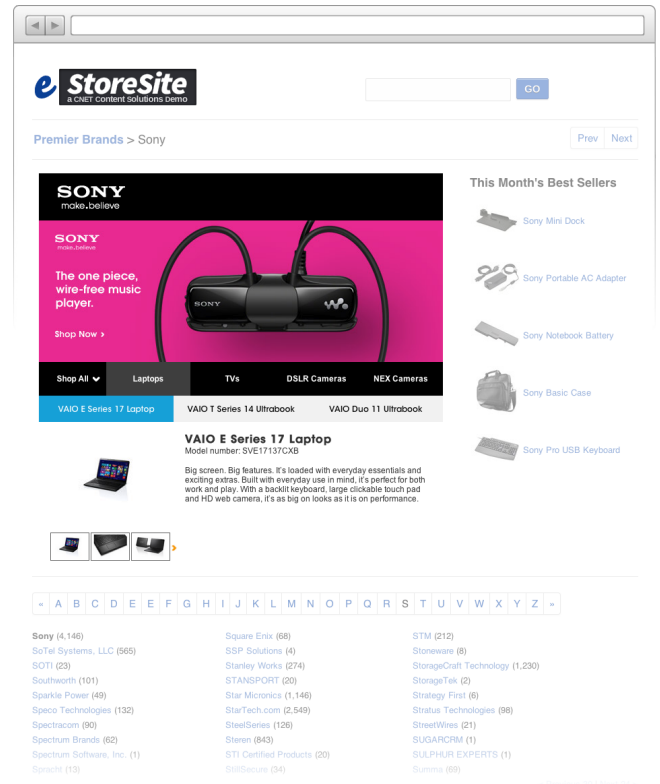 e StoreSite
a CNET Content Solutions Demo
GO
Premier Brands > Sony
Prev Next
SONY
make.believe
SONY
make.believe
The one piece,
wire-free music
player.
Shop Now >
SONY
Shop All
Laptops
TVs
DSLR Cameras
NEX Cameras
VAIO E Series 17 Laptop
VAIO T Series 14 Ultrabook
VAIO Duo 11 Ultrabook
VAIO E Series 17 Laptop
Model number: SVE17137CXB
Big screen. Big features. It's loaded with everyday essentials and
exciting extras. Built with everyday use in mind, it's perfect for both
work and play. With a backlit keyboard, large clickable touch pad
and HD web camera, it's as big on looks as it is on performance.
This Month's Best Sellers
Sony Mini Dock
Sony Portable AC Adapter
Sony Notebook Battery
Sony Basic Case
Sony Pro USB Keyboard
« A B C D E E F G H I J K L M N O P Q R S T U V W X Y Z »
Sony (4,146)
SoTel Systems, LLC (565)
SOTI (23)
Southworth (101)
Sparkle Power (49)
Speco Technologies (132)
Spectracom (90)
Spectrum Brands (62)
Spectrum Software, Inc. (1)
Spracht (13)
Square Enix (68)
SSP Solutions (4)
Stanley Works (274)
STANSPORT (20)
Star Micronics (1,146)
StarTech.com (2,549)
SteelSeries (126)
Steren (843)
STI Certified Products (20)
StillSecure (34)
STM (212)
Stoneware (8)
StorageCraft Technology (1,230)
StorageTek (2)
Strategy First (6)
Stratus Technologies (98)
StreetWires (21)
SUGARCRM (1)
SULPHUR EXPERTS (1)
Summa (69)